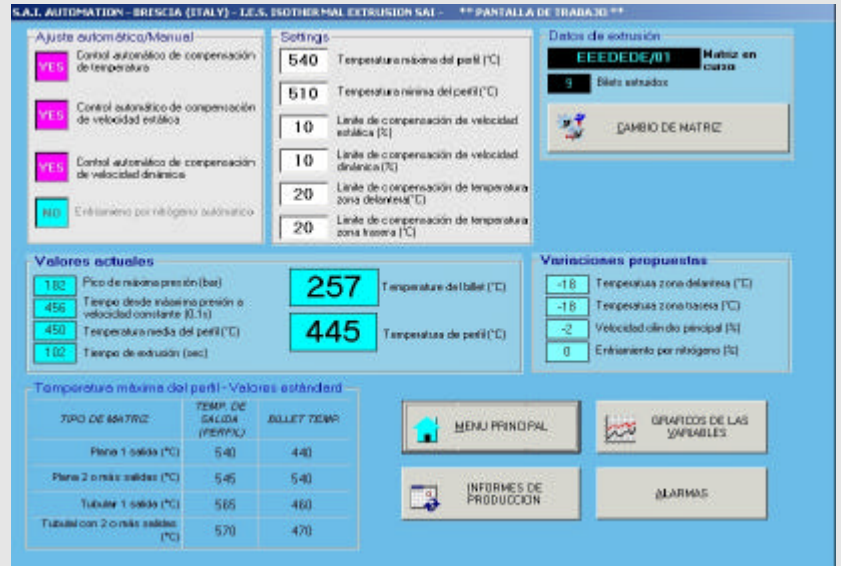 S.A.I. AUTOMATION - BRESCIA (ITALY) - I.E.S. ISOTHERMAL EXTRUSION SAI - ** PANTALLA DE TRABAJO **
Ajuste automático/Manual
YES Control automático de compensación
de temperatura
YES Control automático de compensación
de velocidad estática
YES Control automático de compensación
de velocidad dinámica
NO Enfriamieno por nitrógeno automatico
Settings
540 Temperatura máxima del perfil (°C)
510 Temperatura minima del perfil (°C)
10 Limite de compensación de velocidad
estática (%)
10 Limite de compensación de velocidad
dinámica (%)
20 Limite de compensación de temperatura
zona delantera(°C)
20 Limite de compensación de temperatura
zona trasera (°C)
Datos de extrusión
EEEDEDE/01 Matriz en
curso
9 Billets extruidos
CAMBIO DE MATRIZ
Valores actuales
182 Pico de máxima presión (bar)
456 Tiempo desde máxima presión a
velocidad constante (0.1s)
450 Temperatura media del perfil (°C)
102 Tiempo de extrusión (sec)
257 Temperature del billet (°C)
445 Temperatura de perfil (°C)
Variaciones propuestas
-18 Temperatura zona delantera (°C)
-18 Temperatura zona trasera (°C)
-2 Velocidad cilindro principal (%)
0 Enfriamiento por nitrógeno (%)
Temperatura máxima del perfil - Valores estándard
TIPO DE MATRIZ TEMP. DE SALIDA (PERFIL) BILLET TEMP.
Plana 1 salida (°C) 540 440
Plana 2 o más salidas (°C) 545 540
Tubular 1 salida (°C) 565 460
Tubular con 2 o más salidas
(°C) 570 470
MENU PRINCIPAL
GRAFICOS DE LAS
VARIABLES
INFORMES DE
PRODUCCION
ALARMAS